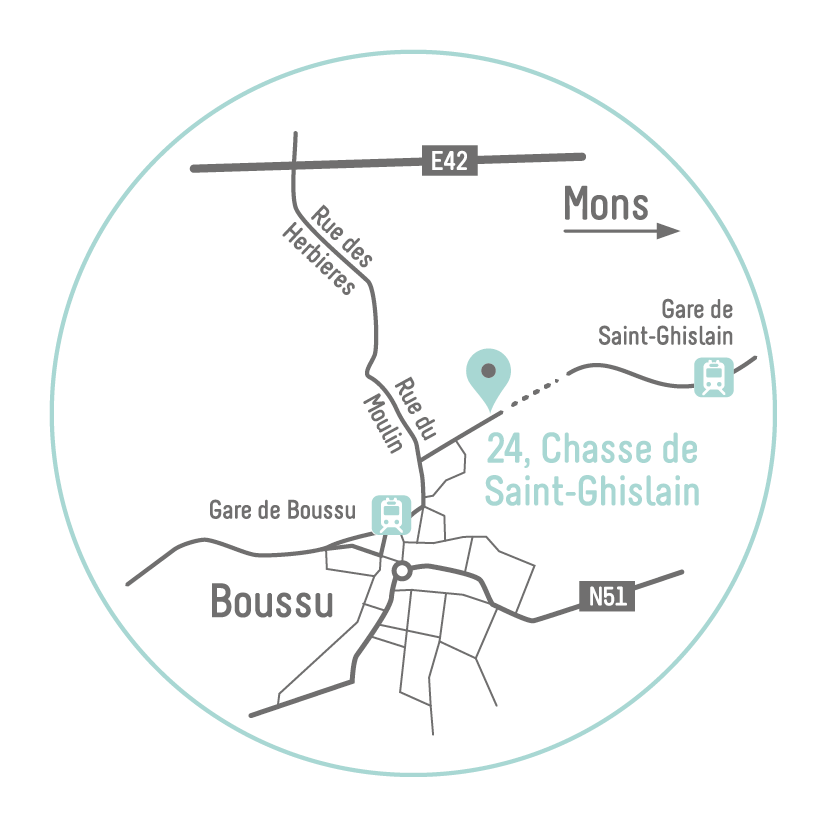 E42
Mons
Rue des
Herbieres
Gare de
Saint-Ghislain
Rue du
Moulin
24, Chasse de
Saint-Ghislain
Gare de Boussu
Boussu
N51